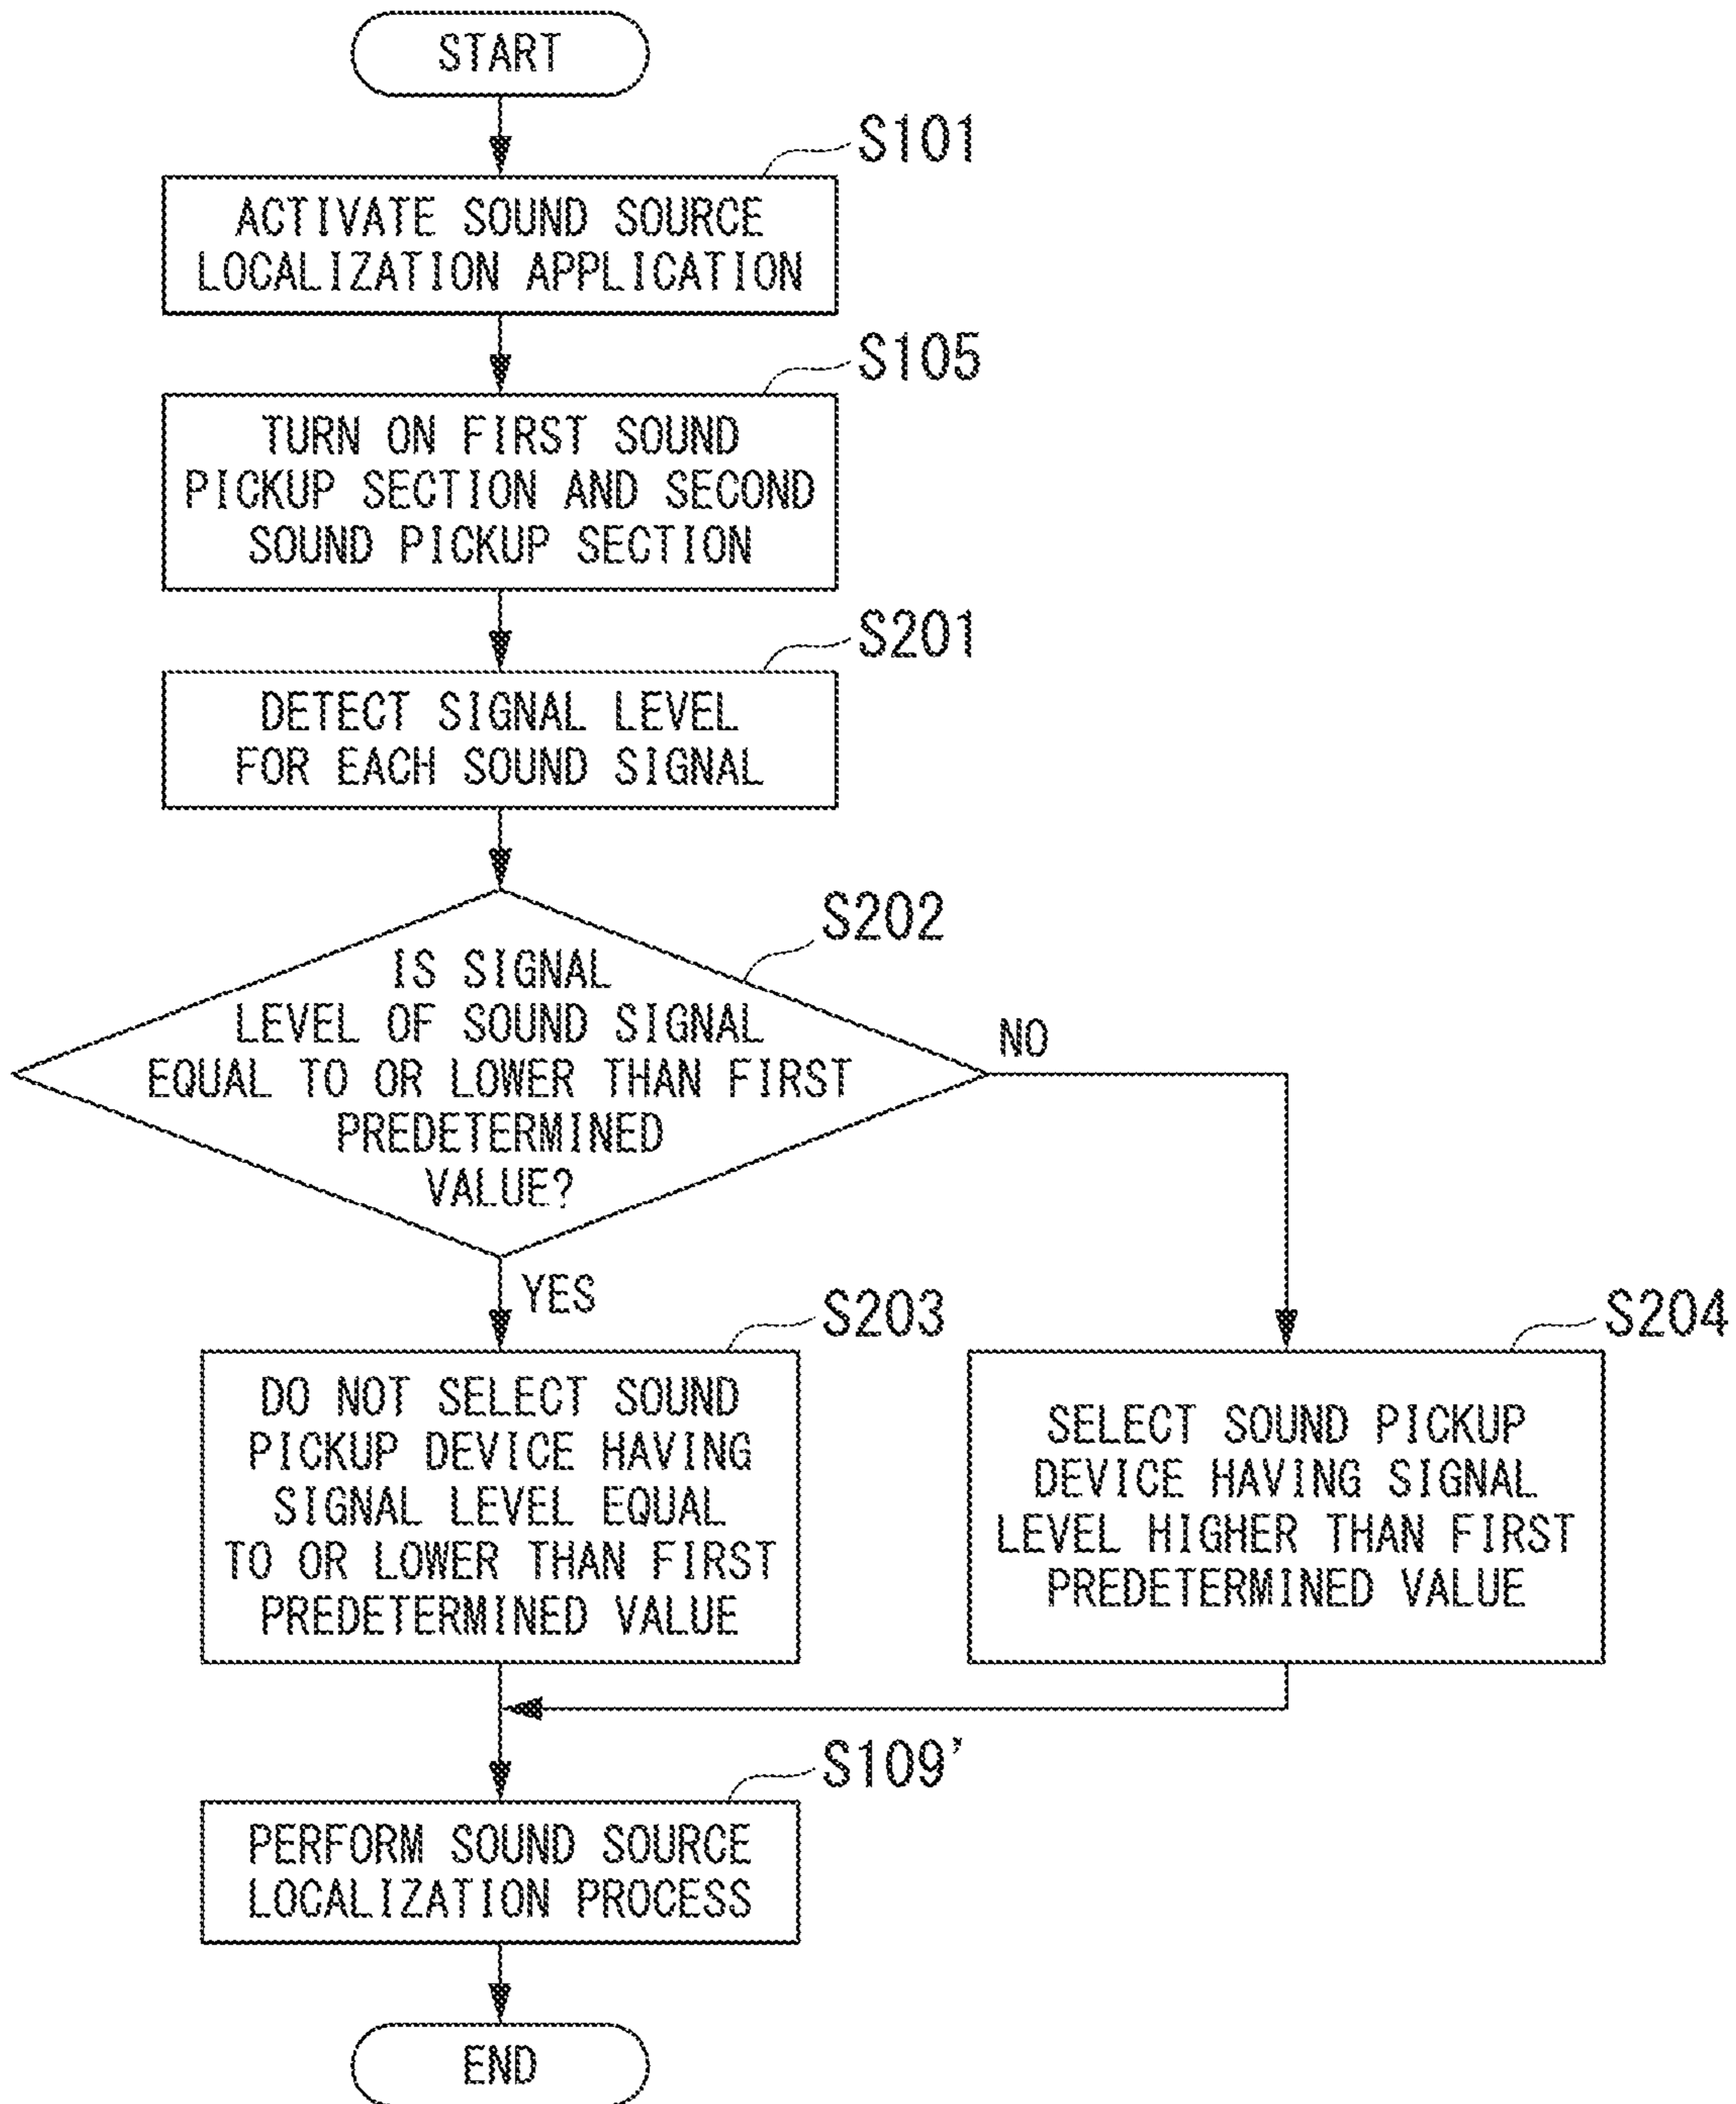 START
S101
ACTIVATE SOUND SOURCE
LOCALIZATION APPLICATION
S105
TURN ON FIRST SOUND
PICKUP SECTION AND SECOND
SOUND PICKUP SECTION
S201
DETECT SIGNAL LEVEL
FOR EACH SOUND SIGNAL
S202
IS SIGNAL
LEVEL OF SOUND SIGNAL
EQUAL TO OR LOWER THAN FIRST
PREDETERMINED
VALUE?
NO
YES
S203
DO NOT SELECT SOUND
PICKUP DEVICE HAVING
SIGNAL LEVEL EQUAL
TO OR LOWER THAN FIRST
PREDETERMINED VALUE
S204
SELECT SOUND PICKUP
DEVICE HAVING SIGNAL
LEVEL HIGHER THAN FIRST
PREDETERMINED VALUE
S109'
PERFORM SOUND SOURCE
LOCALIZATION PROCESS
END